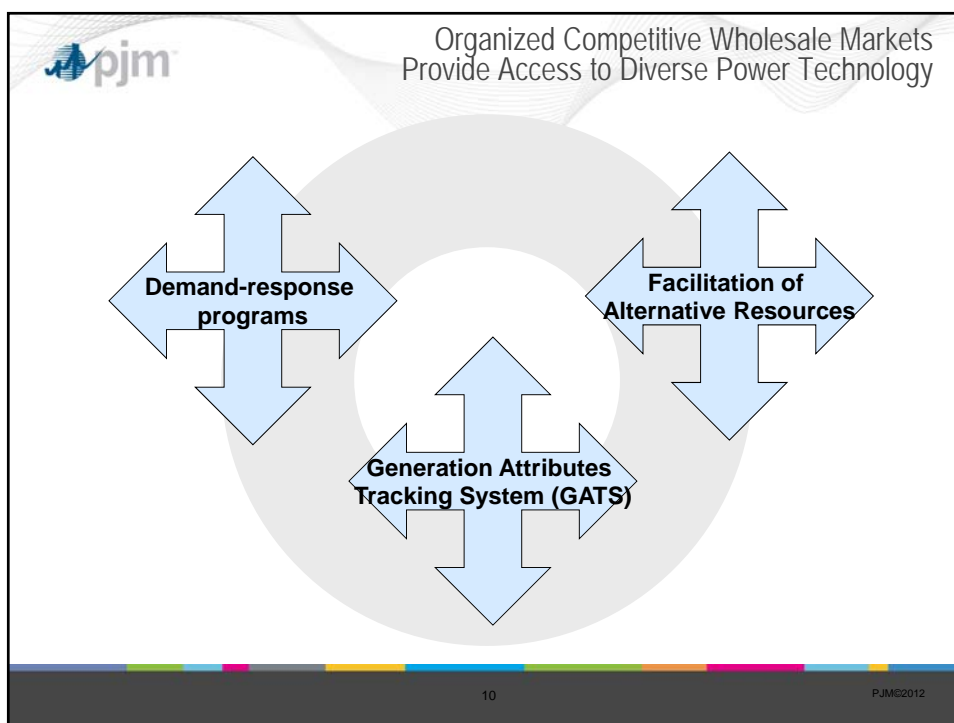 pjm
Organized Competitive Wholesale Markets
Provide Access to Diverse Power Technology
Demand-response
programs
Facilitation of
Alternative Resources
Generation Attributes
Tracking System (GATS)
10
PJM©2012